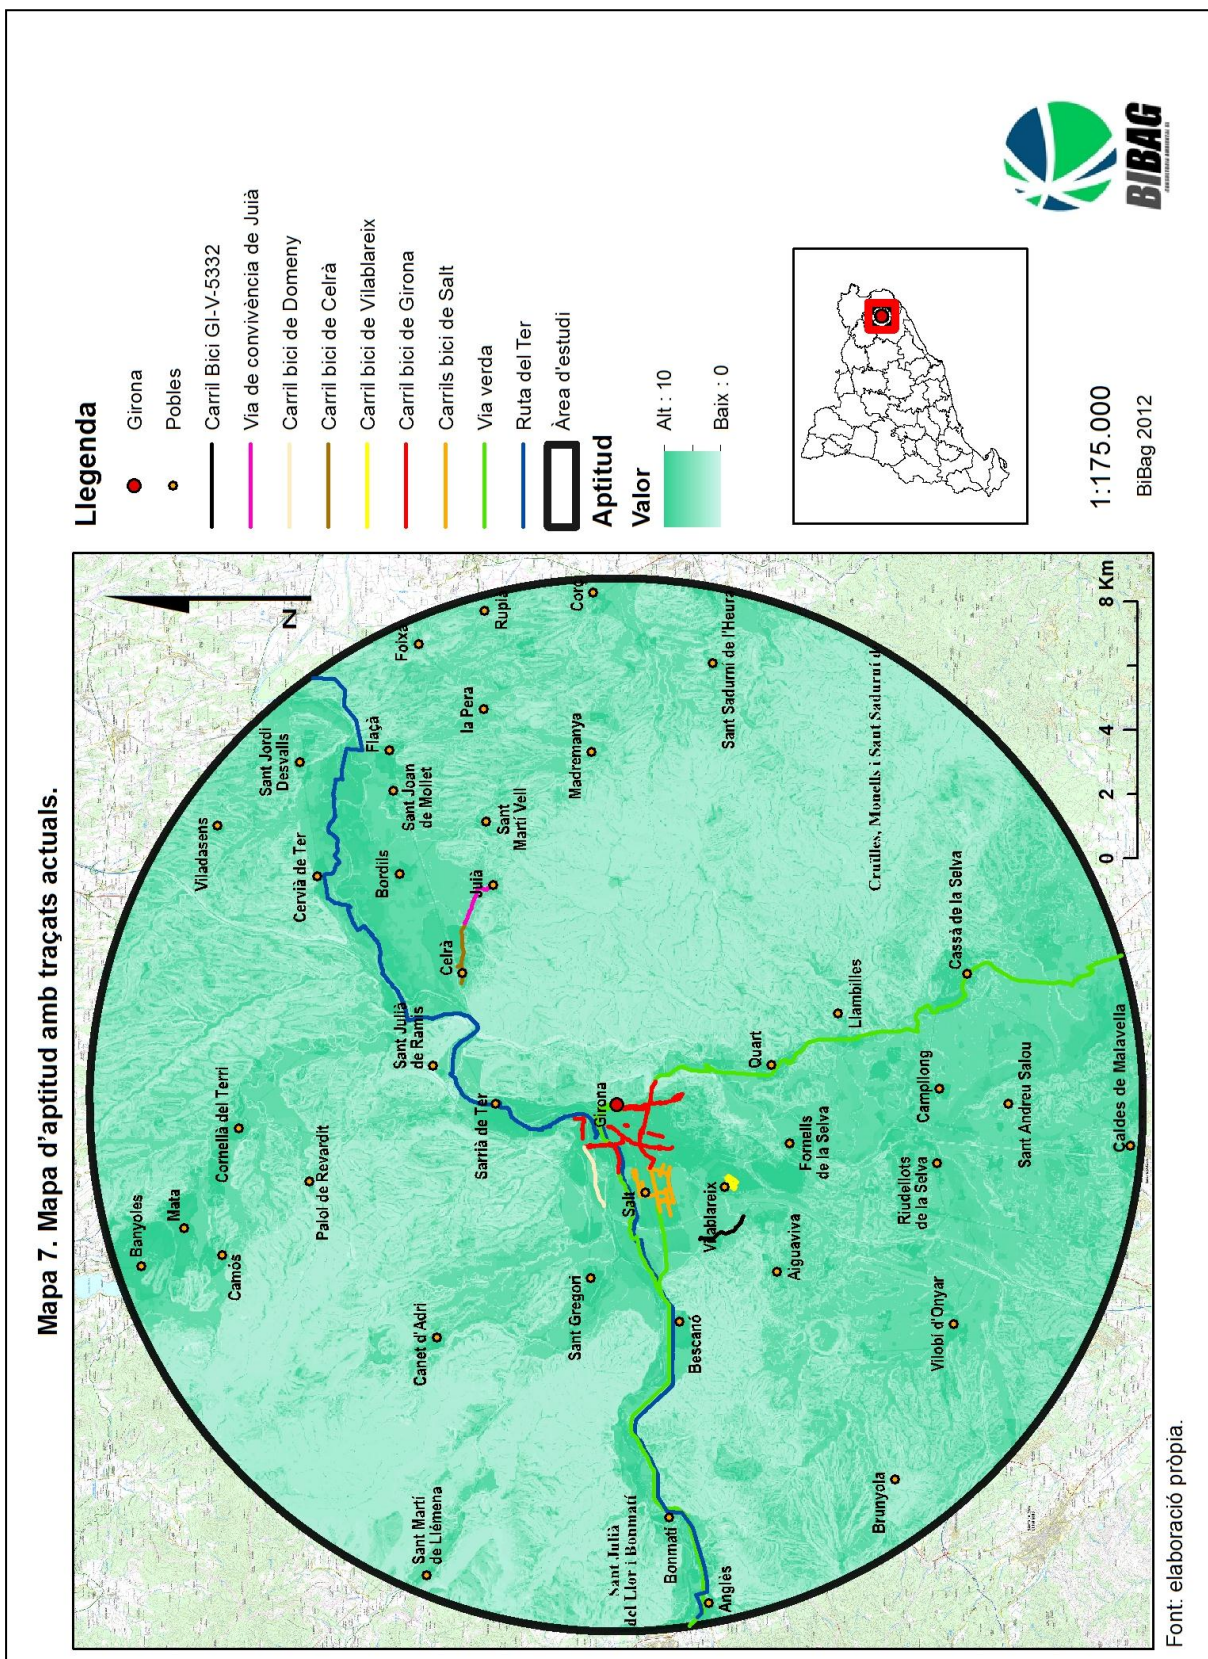 Mapa 7. Mapa d'aptitud amb traçats actuals.
Banyoles
Mata
Camós
Cornellà del Terri
Palol de Revardit
Viladasens
Sant Jordi
Desvalls
Cervià de Ter
Flaçà
Foixà
Sant Joan
de Mollet
Bordils
la Pera
Rupià
Sant
Martí Vell
Juià
Celrà
Sant Julià
de Ramis
Sarrià de Ter
Canet d'Adri
Sant Martí
de Llémena
Sant Gregori
Madremanya
Corç
Sant Sadurní de l'Heura
Cruïlles, Monells i Sant Sadurní d
Girona
Salt
Vilablareix
Bescanó
Sant Julià
del Llor i Bonmatí
Bonmatí
Anglès
Aiguaviva
Fornells
de la Selva
Quart
Llambilles
Cassà de la Selva
Campllong
Riudellots
de la Selva
Sant Andreu Salou
Vilobí d'Onyar
Brunyola
Caldes de Malavella
N
0 2 4 8 Km
Llegenda
Girona
Pobles
Carril Bici GI-V-5332
Via de convivència de Juià
Carril bici de Domeny
Carril bici de Celrà
Carril bici de Vilablareix
Carril bici de Girona
Carrils bici de Salt
Via verda
Ruta del Ter
Àrea d'estudi
Aptitud
Valor
Alt : 10
Baix : 0
1:175.000
BiBag 2012
BIBAG
Font: elaboració pròpia.